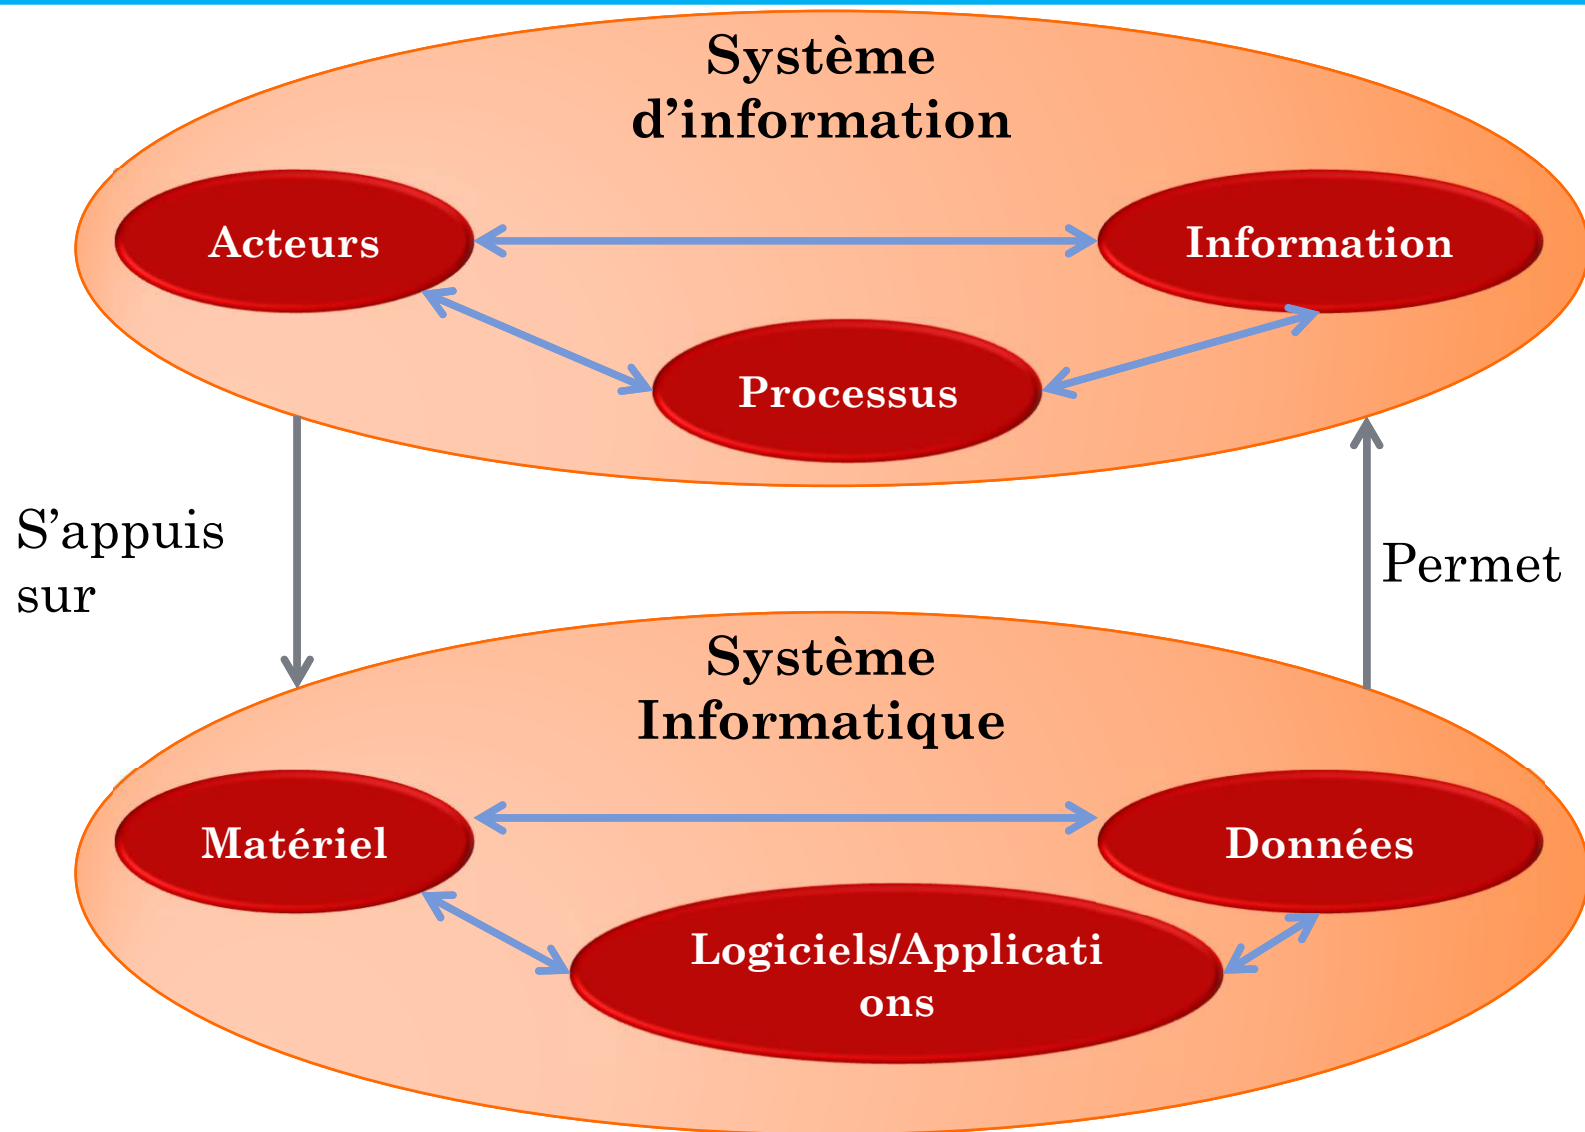 Système
d’information
Acteurs
Information
Processus
S’appuis
sur
Permet
Système
Informatique
Matériel
Données
Logiciels/Applicati
ons